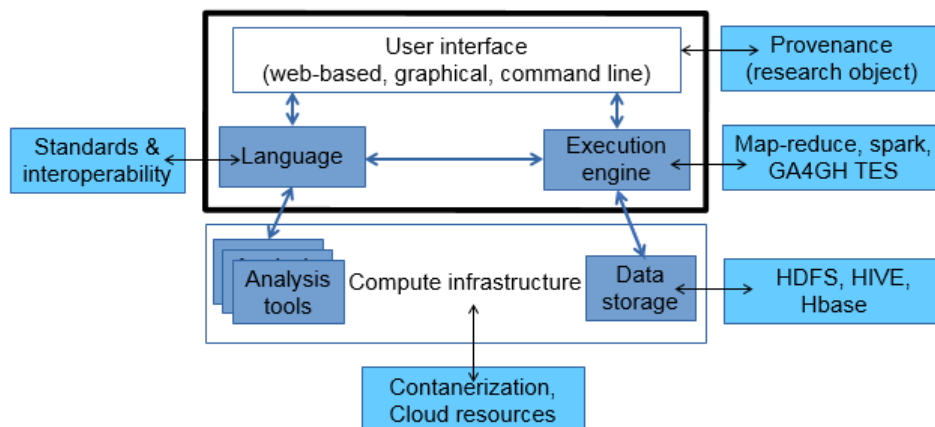 User interface
(web-based, graphical, command line)
Provenance
(research object)
Standards &
interoperability
Language
Execution
engine
Map-reduce, spark,
GA4GH TES
Analysis
tools
Compute infrastructure
Data
storage
HDFS, HIVE,
Hbase
Contanerization,
Cloud resources